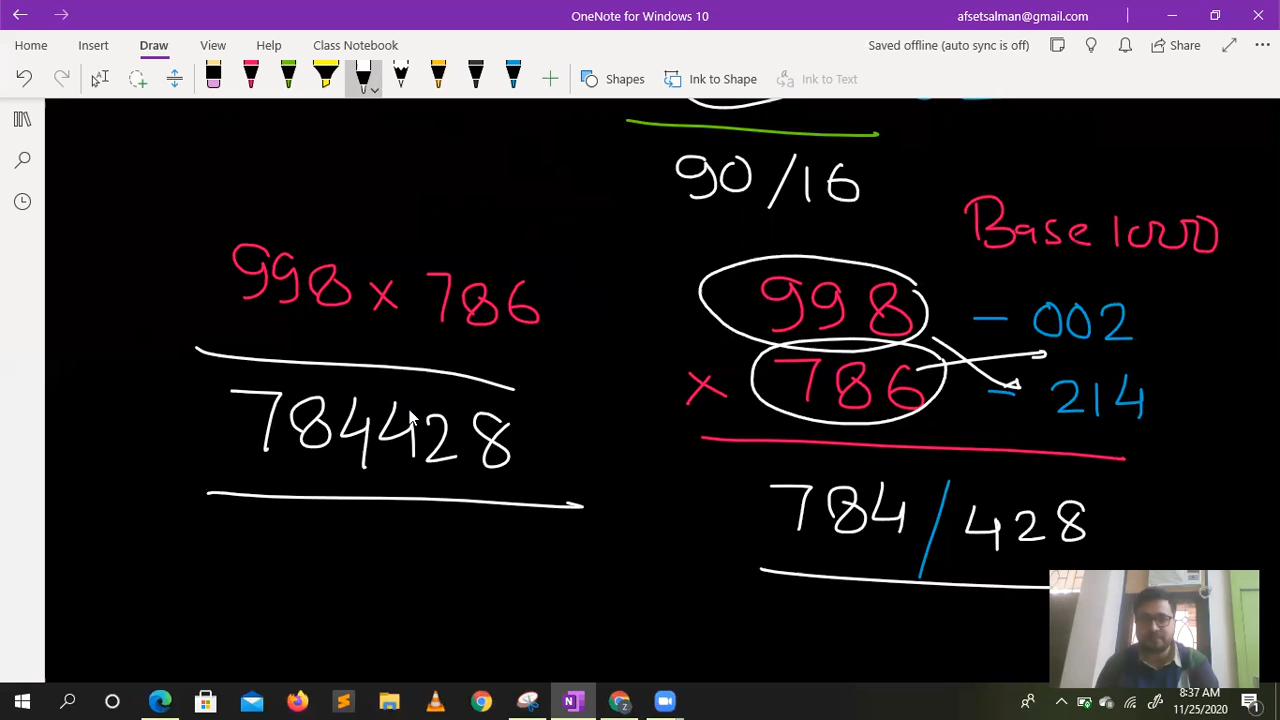 OneNote for Windows 10
afsetsalman@gmail.com
Home Insert Draw View Help Class Notebook
Saved offline (auto sync is off)
Share
Shapes
Ink to Shape
Ink to Text
90/16
Base 1000
998 x 786
784428
998 - 002
x 786 - 214
784/428
8:37 AM
11/25/2020